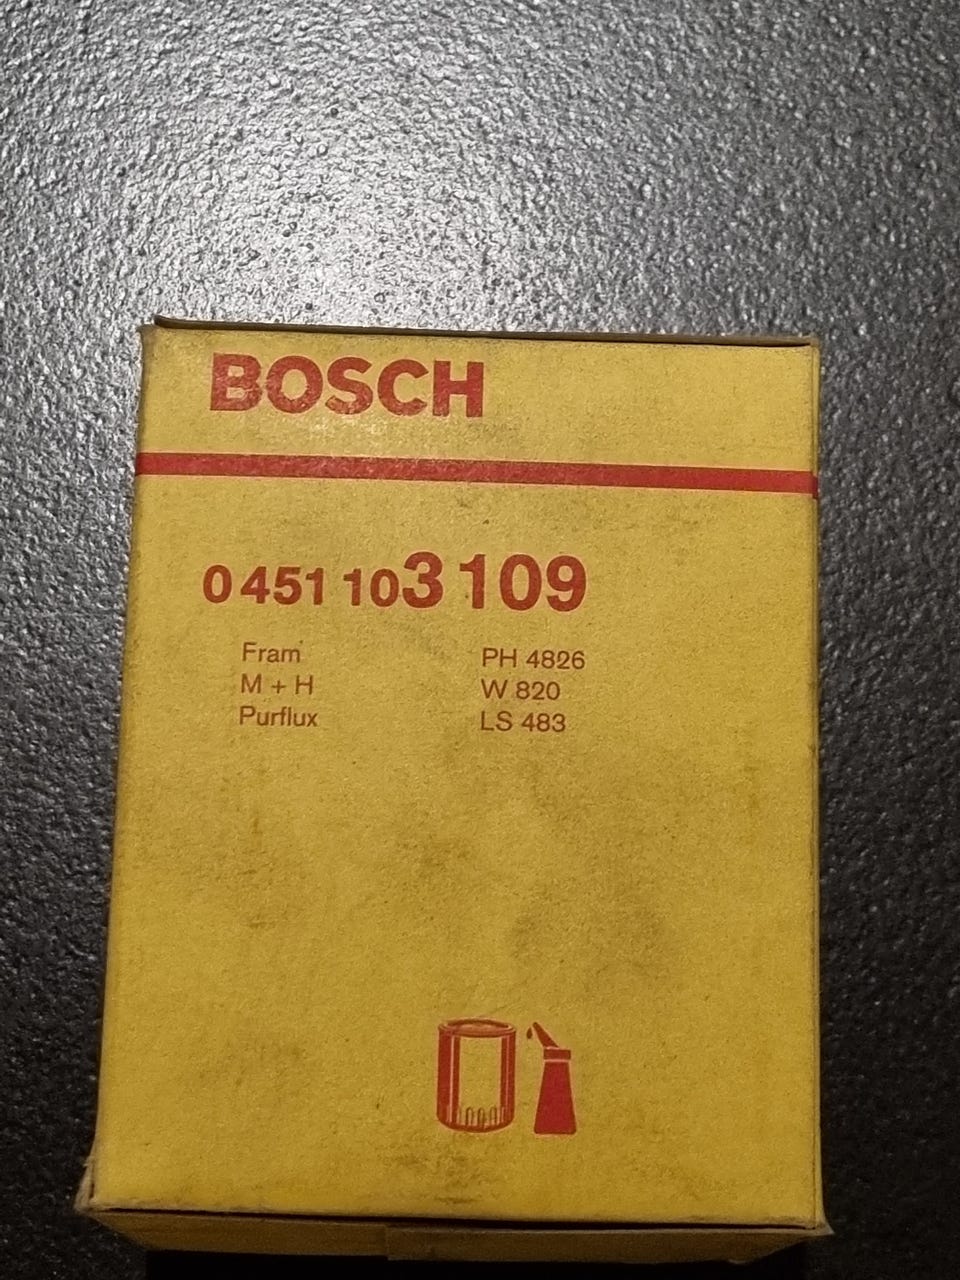 BOSCH
0 451 103 109
Fram PH 4826
M + H W 820
Purflux LS 483